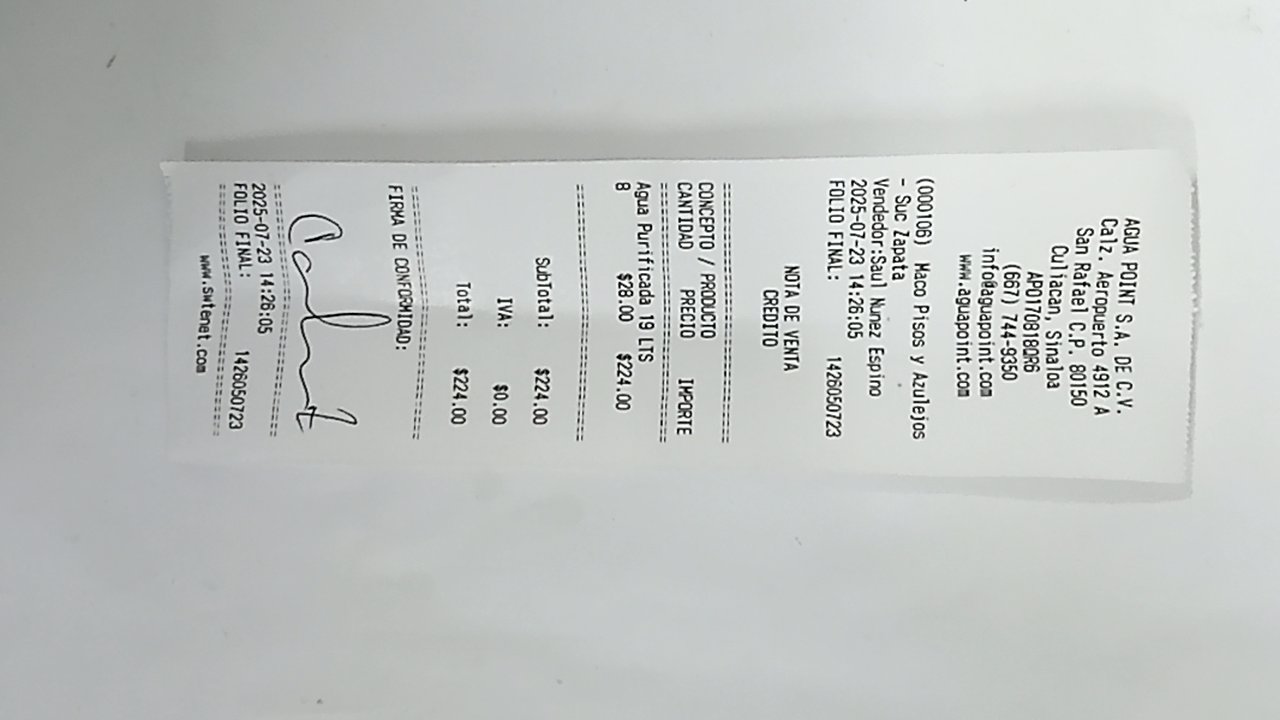 AGUA POINT S.A. DE C.V.
Calz. Aeropuerto 4912 A
San Rafael C.P. 80150
Culiacan, Sinaloa
APO170818QR6
(667) 744-9350
info@aguapoint.com
www.aguapoint.com
(000106) Maco Pisos y Azulejos
- Suc Zapata
Vendedor:Saul Nunez Espino
2025-07-23 14:26:05
FOLIO FINAL: 1426050723
NOTA DE VENTA
CREDITO
================================
CONCEPTO / PRODUCTO
CANTIDAD PRECIO IMPORTE
================================
Agua Purificada 19 LTS
8 $28.00 $224.00
================================
SubTotal: $224.00
IVA: $0.00
Total: $224.00
================================
FIRMA DE CONFORMIDAD:
================================
2025-07-23 14:26:05
FOLIO FINAL: 1426050723
================================
www.swtenet.com